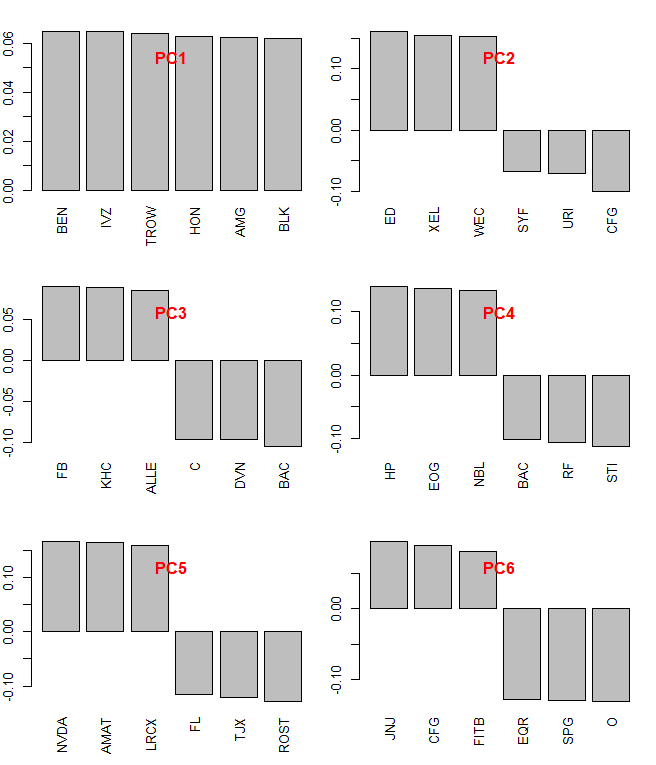 PC1
0.00 0.02 0.04 0.06
BEN IVZ TROW HON AMG BLK
PC2
-0.10 0.00 0.10
ED XEL WEC SYF URI CFG
PC3
-0.10 -0.05 0.00 0.05
FB KHC ALLE C DVN BAC
PC4
-0.10 0.00 0.10
HP EOG NBL BAC RF STI
PC5
-0.10 0.00 0.10
NVDA AMAT LRCX FL TJX ROST
PC6
-0.10 0.00
JNJ CFG FITB EQR SPG O